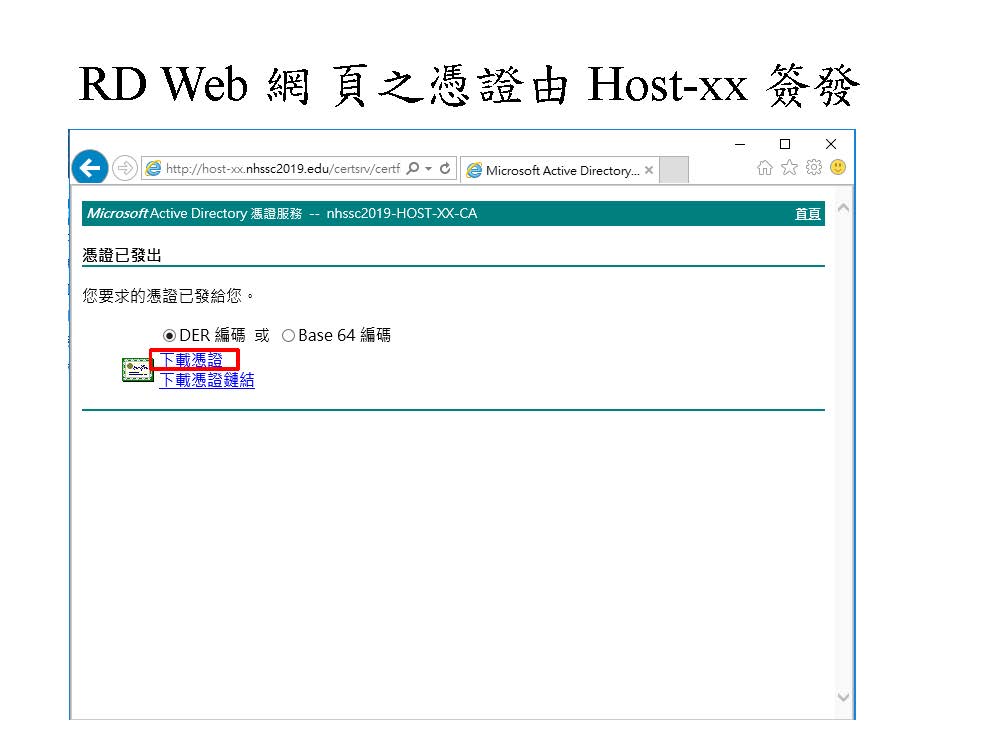 RD Web 網 頁之憑證由 Host-xx 簽發
http://host-xx.nhssc2019.edu/certsrv/certf
Microsoft Active Directory...
Microsoft Active Directory 憑證服務 -- nhssc2019-HOST-XX-CA 首頁
憑證已發出
您要求的憑證已發給您。
DER 編碼 或 Base 64 編碼
下載憑證
下載憑證鏈結